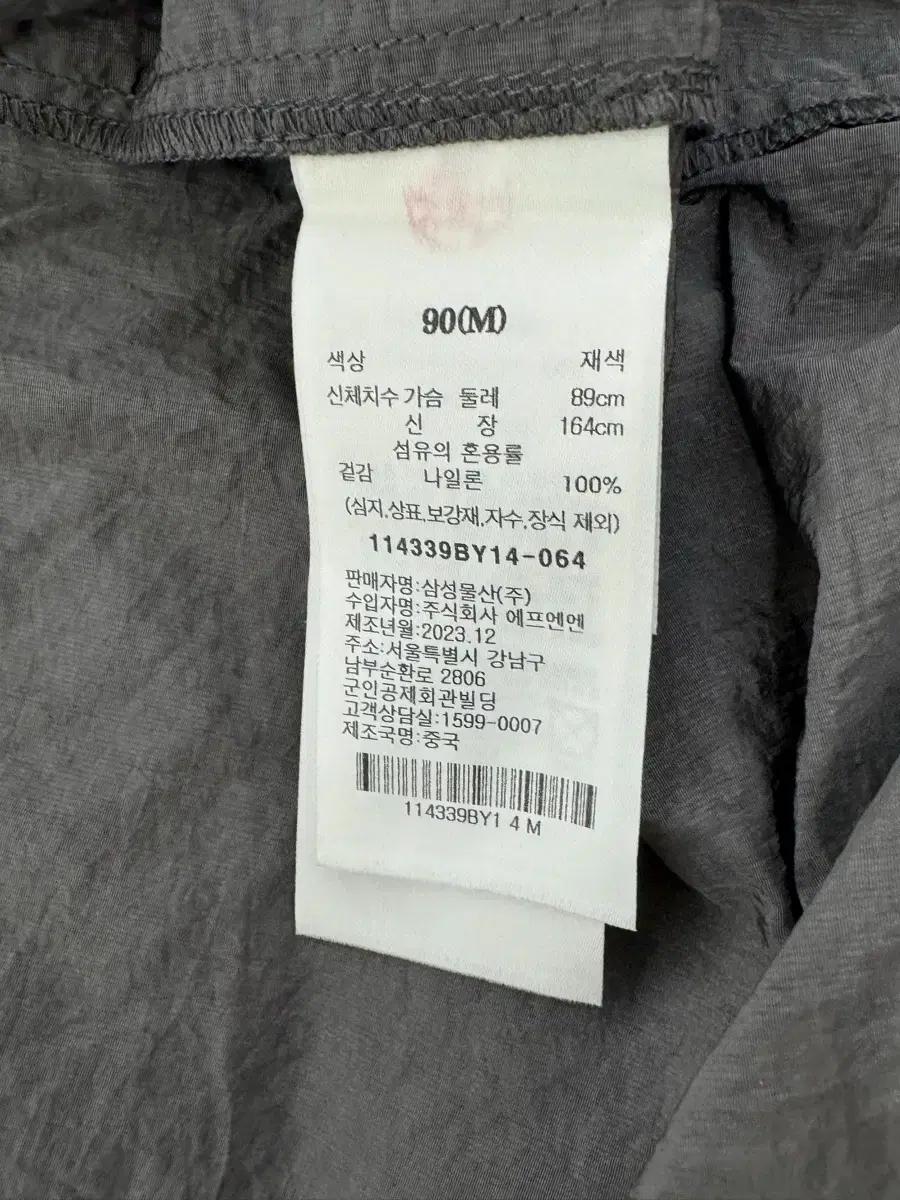 90(M)
색상 재색
신체치수 가슴 둘레 89cm
신 장 164cm
섬유의 혼용률
겉감 나일론 100%
(심지,상표,보강재,자수,장식 제외)
114339BY14-064
판매자명:삼성물산(주)
수입자명:주식회사 에프엔엔
제조년월:2023.12
주소:서울특별시 강남구
남부순환로 2806
군인공제회관빌딩
고객상담실:1599-0007
제조국명:중국
114339BY1 4 M